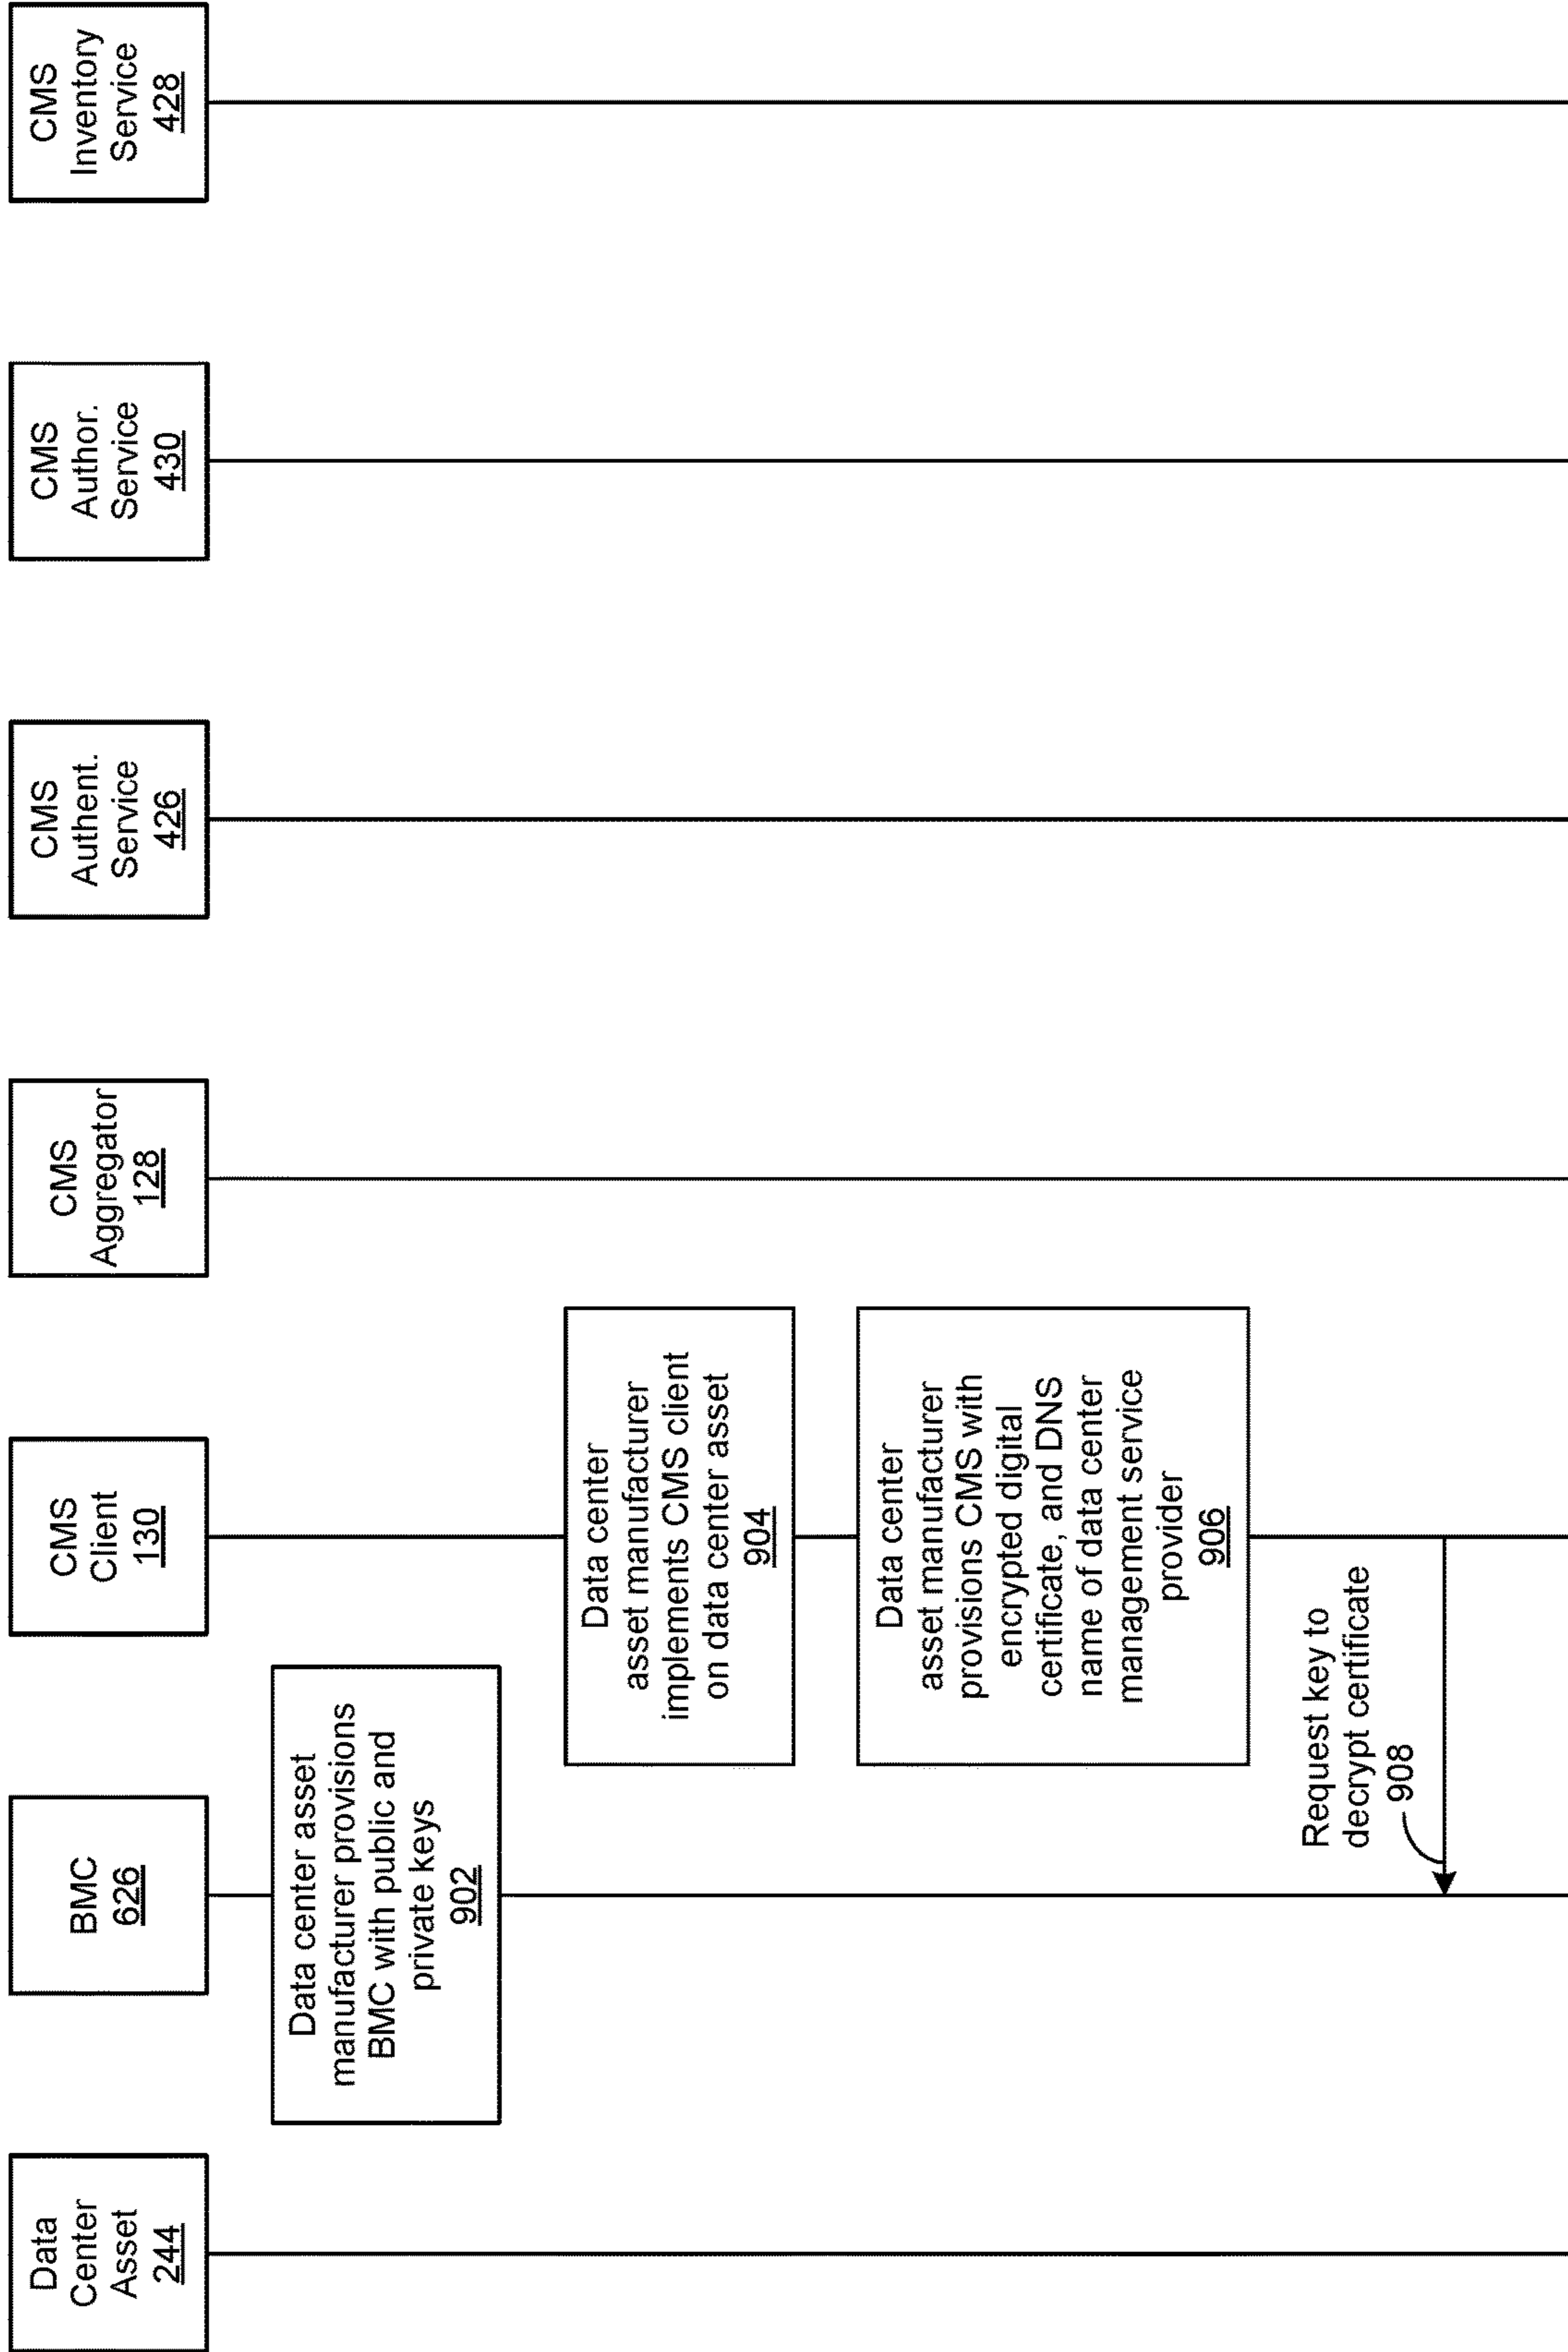 Data
Center
Asset
244
BMC
626
CMS
Client
130
CMS
Aggregator
128
CMS
Authent.
Service
426
CMS
Author.
Service
430
CMS
Inventory
Service
428
Data center asset
manufacturer provisions
BMC with public and
private keys
902
Data center
asset manufacturer
implements CMS client
on data center asset
904
Data center
asset manufacturer
provisions CMS with
encrypted digital
certificate, and DNS
name of data center
management service
provider
906
Request key to
decrypt certificate
908